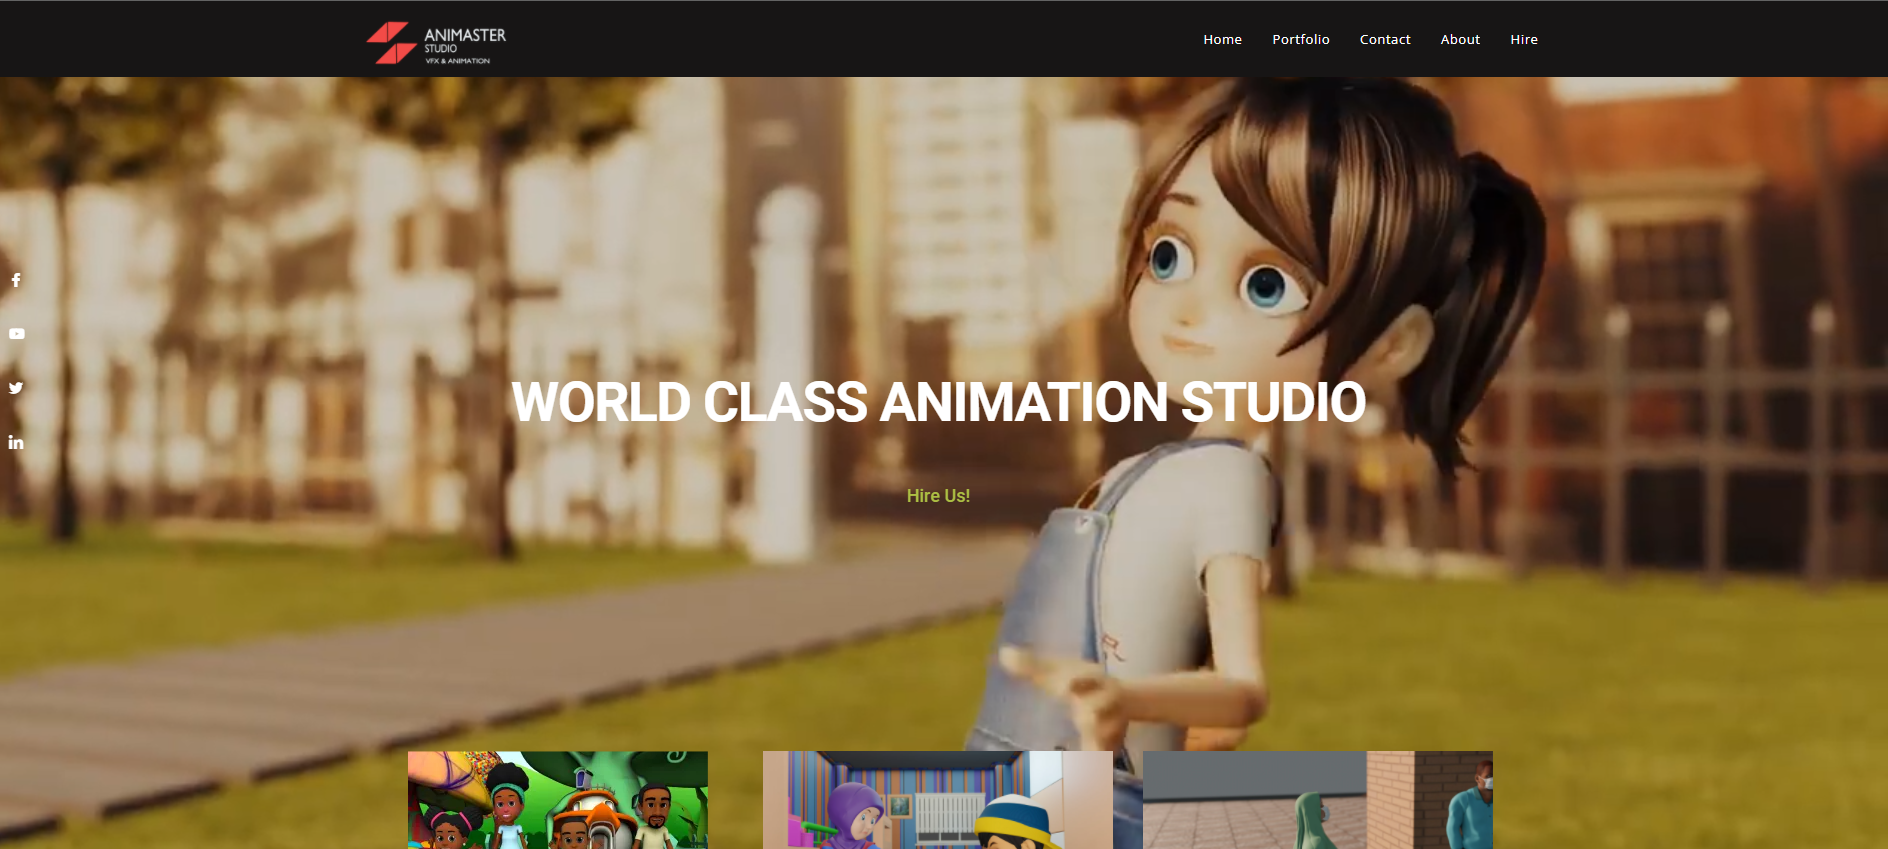 ANIMASTER
STUDIO
VFX & ANIMATION
Home
Portfolio
Contact
About
Hire
WORLD CLASS ANIMATION STUDIO
Hire Us!